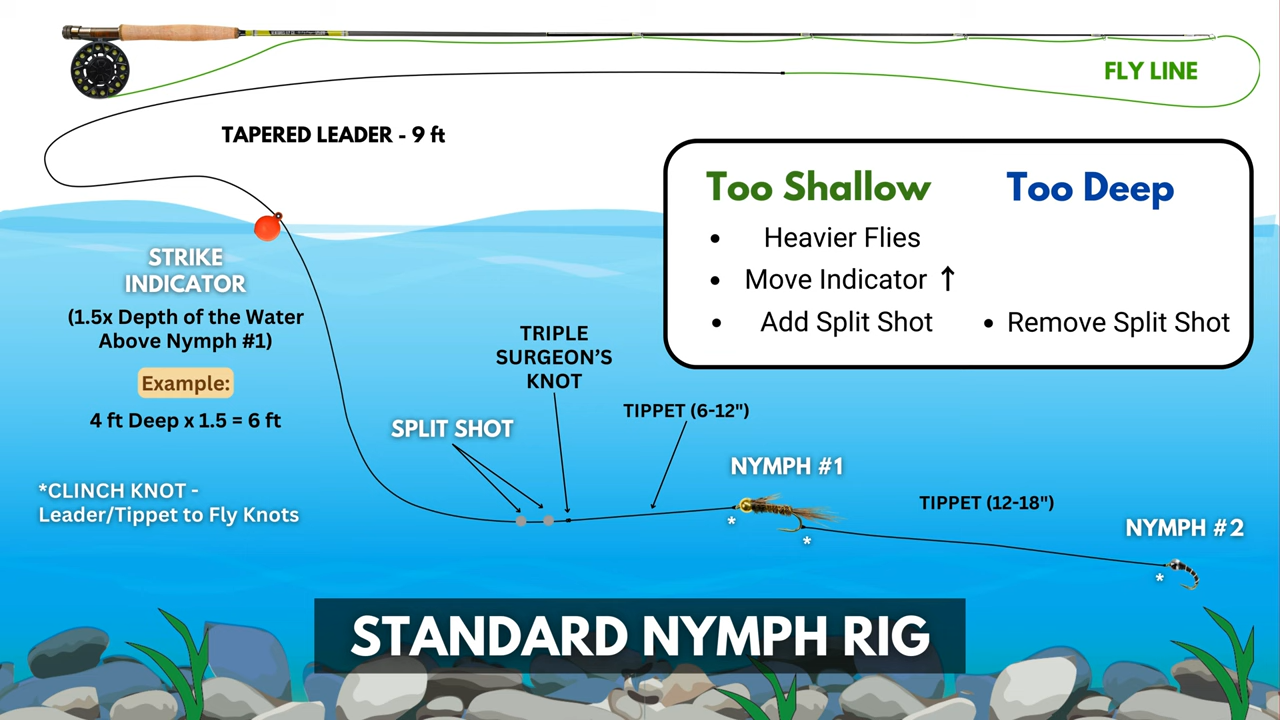 FLY LINE
TAPERED LEADER - 9 ft
Too Shallow
• Heavier Flies
• Move Indicator ↑
• Add Split Shot
Too Deep
• Remove Split Shot
STRIKE
INDICATOR
(1.5x Depth of the Water
Above Nymph #1)
Example:
4 ft Deep x 1.5 = 6 ft
*CLINCH KNOT -
Leader/Tippet to Fly Knots
SPLIT SHOT
TRIPLE
SURGEON'S
KNOT
TIPPET (6-12")
NYMPH #1
*
*
TIPPET (12-18")
NYMPH #2
*
STANDARD NYMPH RIG